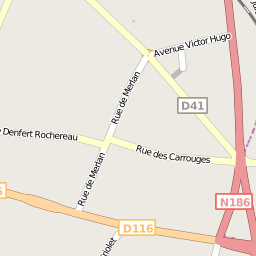 Avenue Victor Hugo
Rue de Merlan
D41
Denfert Rochereau
Rue des Carrouges
Rue de Merlan
N186
D116